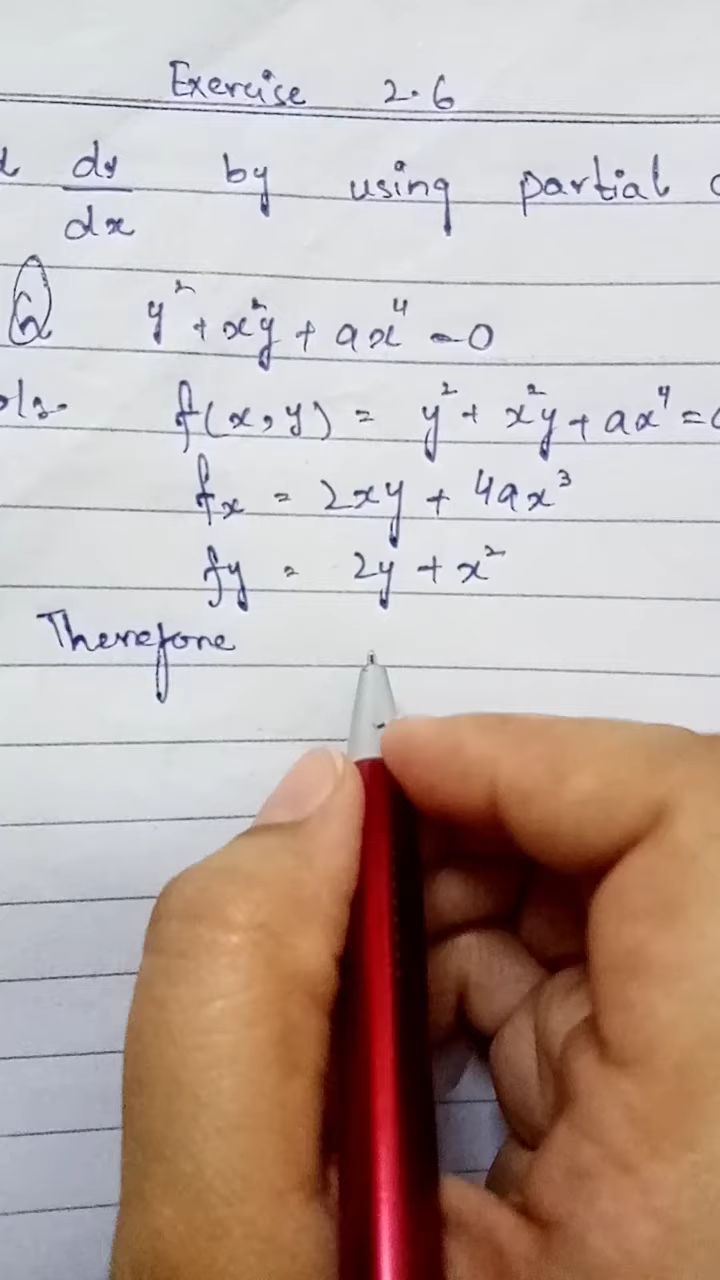 Exercise 2.6
dy/dx by using partial
Q y² + x²y + ax⁴ = 0
f(x,y) = y² + x²y + ax⁴ =
fx = 2xy + 4ax³
fy = 2y + x²
Therefore